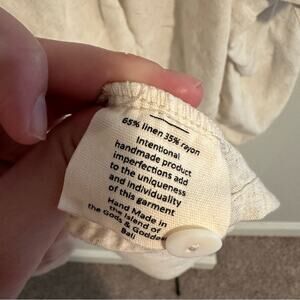 65% linen 35% rayon
Intentional
handmade product
imperfections add
to the uniqueness
and individuality
of this garment
Hand Made in
the island of
the Gods & Goddes
Bali